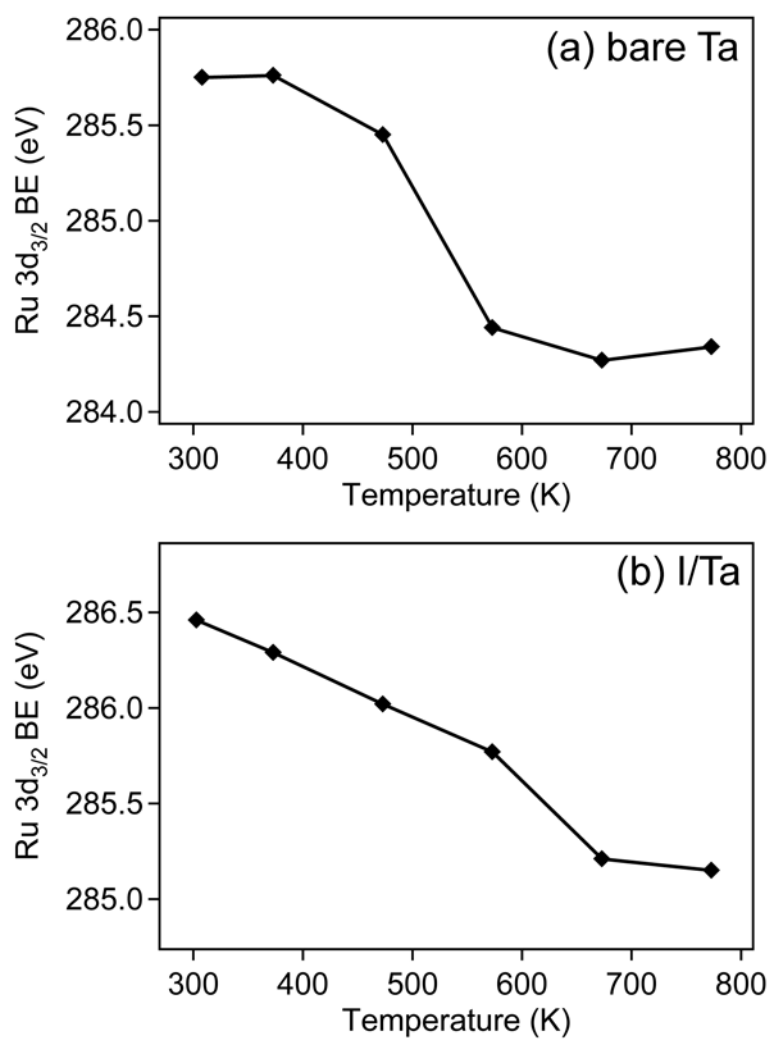 (a) bare Ta
286.0
285.5
285.0
284.5
284.0
Ru 3d3/2 BE (eV)
300 400 500 600 700 800
Temperature (K)
(b) I/Ta
286.5
286.0
285.5
285.0
Ru 3d3/2 BE (eV)
300 400 500 600 700 800
Temperature (K)